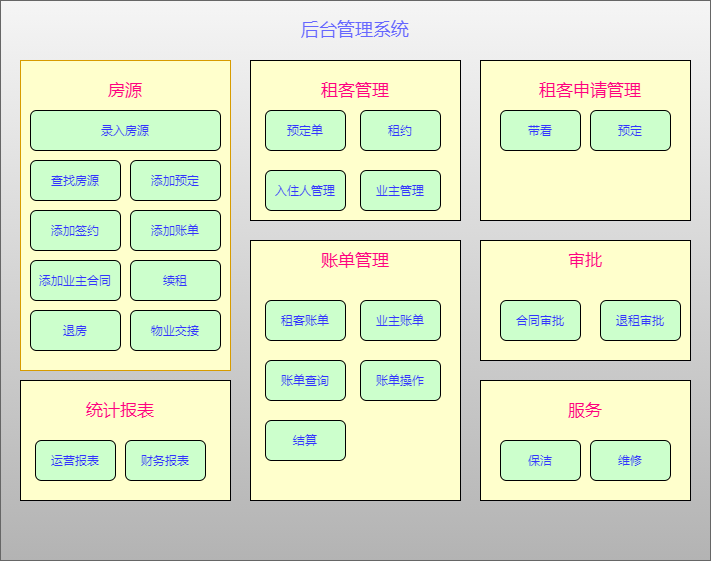 后台管理系统
房源
录入房源
查找房源
添加预定
添加签约
添加账单
添加业主合同
续租
退房
物业交接
统计报表
运营报表
财务报表
租客管理
预定单
租约
入住人管理
业主管理
账单管理
租客账单
业主账单
账单查询
账单操作
结算
租客申请管理
带看
预定
审批
合同审批
退租审批
服务
保洁
维修